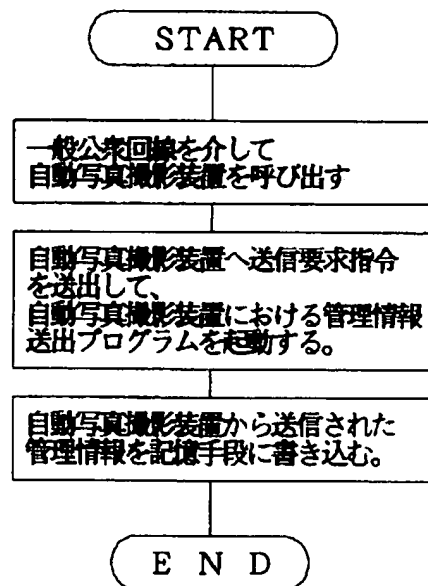 START
一般公衆回線を介して
自動写真撮影装置を呼び出す
自動写真撮影装置へ送信要求指令
を送出して、
自動写真撮影装置における管理情報
送出プログラムを起動する。
自動写真撮影装置から送信された
管理情報を記憶手段に書き込む。
END